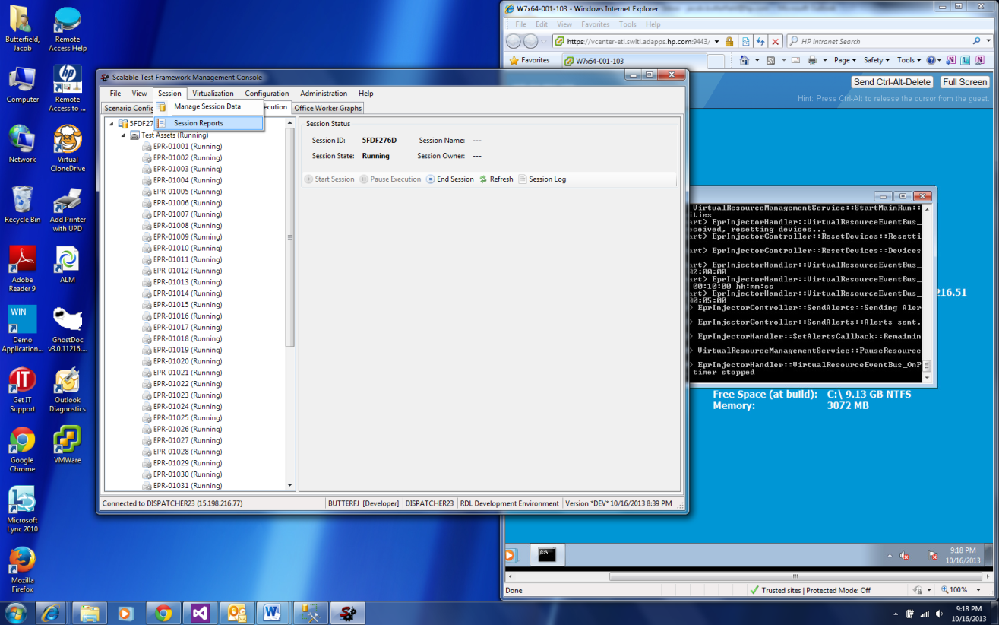 Butterfield, Jacob
Remote Access Help
Computer
Remote Access to ...
Network
Virtual CloneDrive
Recycle Bin
Add Printer with UPD
Adobe Reader 9
ALM
WIN
Demo Application...
GhostDoc v3.0.11216....
Get IT Support
Outlook Diagnostics
Google Chrome
VMWare
Microsoft Lync 2010
Mozilla Firefox
Scalable Test Framework Management Console
File View Session Virtualization Configuration Administration Help
Scenario Config
ecution
Office Worker Graphs
Manage Session Data
Session Reports
5FDF27
Test Assets (Running)
EPR-01001 (Running)
EPR-01002 (Running)
EPR-01003 (Running)
EPR-01004 (Running)
EPR-01005 (Running)
EPR-01006 (Running)
EPR-01007 (Running)
EPR-01008 (Running)
EPR-01009 (Running)
EPR-01010 (Running)
EPR-01011 (Running)
EPR-01012 (Running)
EPR-01013 (Running)
EPR-01014 (Running)
EPR-01015 (Running)
EPR-01016 (Running)
EPR-01017 (Running)
EPR-01018 (Running)
EPR-01019 (Running)
EPR-01020 (Running)
EPR-01021 (Running)
EPR-01022 (Running)
EPR-01023 (Running)
EPR-01024 (Running)
EPR-01025 (Running)
EPR-01026 (Running)
EPR-01027 (Running)
EPR-01028 (Running)
EPR-01029 (Running)
EPR-01030 (Running)
EPR-01031 (Running)
Session Status
Session ID: 5FDF276D Session Name: ---
Session State: Running Session Owner: ---
Start Session Pause Execution End Session Refresh Session Log
Connected to DISPATCHER23 (15.198.216.77) BUTTERFJ [Developer] DISPATCHER23 RDL Development Environment Version *DEV* 10/16/2013 8:39 PM
W7x64-001-103 - Windows Internet Explorer
File Edit View Favorites Tools Help
https://vcenter-etl.swltl.adapps.hp.com:9443/
HP Intranet Search
Favorites
W7x64-001-103
Page Safety Tools
Send Ctrl-Alt-Delete Full Screen
Hint: Press Ctrl-Alt to release the cursor from the guest.
VirtualResourceManagementService::StartMainRun::
ities
art> EprInjectorHandler::VirtualResourceEventBus_
eceived, resetting devices...
art> EprInjectorController::ResetDevices::Resetti
art> EprInjectorController::ResetDevices::Devices
art> EprInjectorHandler::VirtualResourceEventBus_
02:00:00
art> EprInjectorHandler::VirtualResourceEventBus_
00:10:00 hh:mm:ss
art> EprInjectorHandler::VirtualResourceEventBus_
00:05:00
> EprInjectorController::SendAlerts::Sending Aler
> EprInjectorController::SendAlerts::Alerts sent,
> EprInjectorHandler::SetAlertsCallback::Remainin
> VirtualResourceManagementService::PauseResource
> EprInjectorHandler::VirtualResourceEventBus_OnP
timer stopped
216.51
Free Space (at build): C:\ 9.13 GB NTFS
Memory: 3072 MB
9:18 PM
10/16/2013
Done
Trusted sites | Protected Mode: Off
100%
9:18 PM
10/16/2013